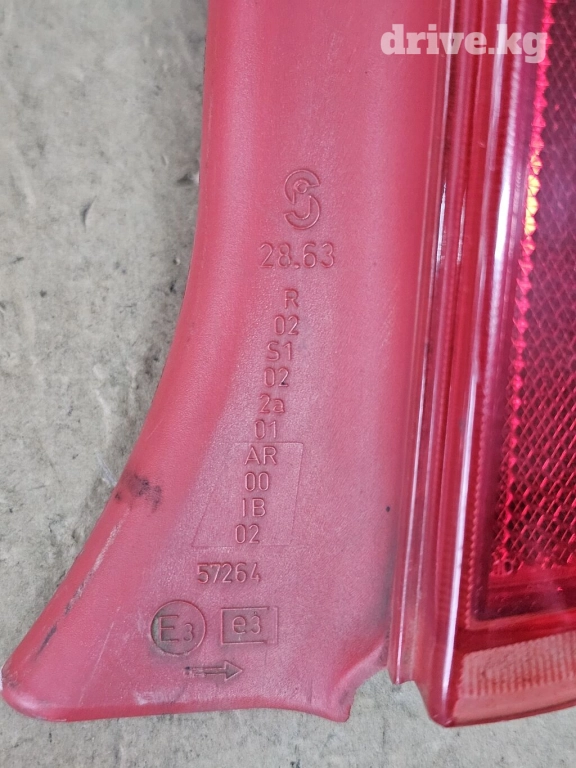 drive.kg
28.63
R
02
S1
02
2a
01
AR
00
IB
02
57264
E3 e3